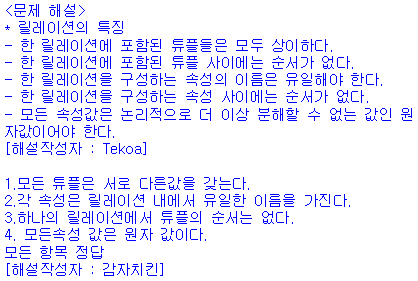 <문제 해설>
* 릴레이션의 특징
- 한 릴레이션에 포함된 튜플들은 모두 상이하다.
- 한 릴레이션에 포함된 튜플 사이에는 순서가 없다.
- 한 릴레이션을 구성하는 속성의 이름은 유일해야 한다.
- 한 릴레이션을 구성하는 속성 사이에는 순서가 없다.
- 모든 속성값은 논리적으로 더 이상 분해할 수 없는 값인 원
자값이어야 한다.
[해설작성자 : Tekoa]
1.모든 튜플은 서로 다른값을 갖는다.
2.각 속성은 릴레이션 내에서 유일한 이름을 가진다.
3.하나의 릴레이션에서 튜플의 순서는 없다.
4. 모든속성 값은 원자 값이다.
모든 항목 정답
[해설작성자 : 감자치킨]